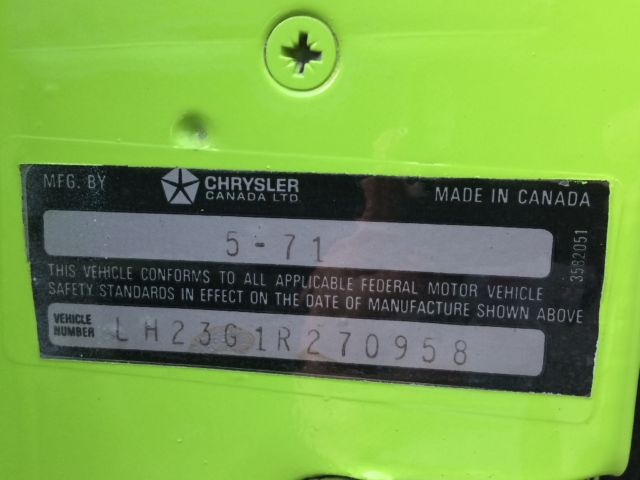 MFG. BY CHRYSLER MADE IN CANADA
CANADA LTD.
5-71
THIS VEHICLE CONFORMS TO ALL APPLICABLE FEDERAL MOTOR VEHICLE
SAFETY STANDARDS IN EFFECT ON THE DATE OF MANUFACTURE SHOWN ABOVE
VEHICLE
NUMBER LH23G1R270958
3582051